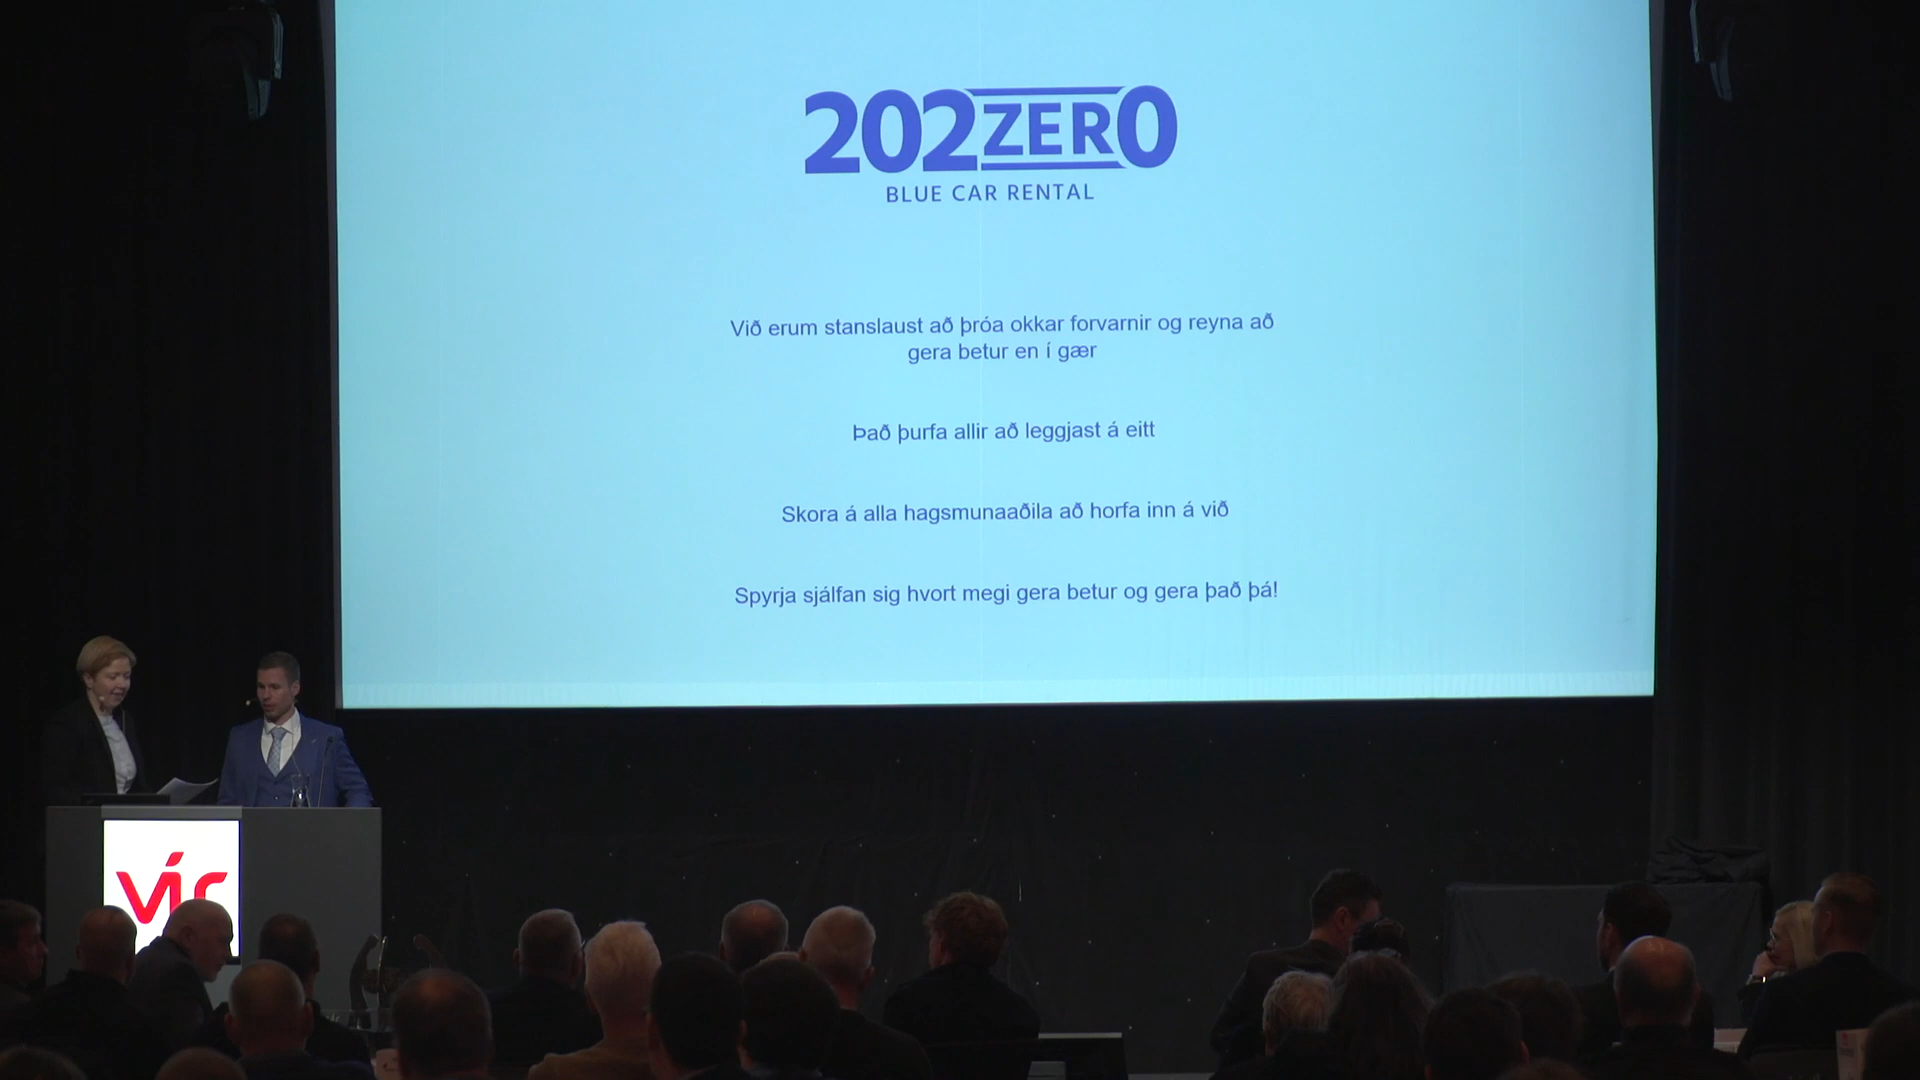 202ZERO
BLUE CAR RENTAL
Við erum stanslaust að þróa okkar forvarnir og reyna að
gera betur en í gær
Það þurfa allir að leggjast á eitt
Skora á alla hagsmunaaðila að horfa inn á við
Spyrja sjálfan sig hvort megi gera betur og gera það þá!
vís